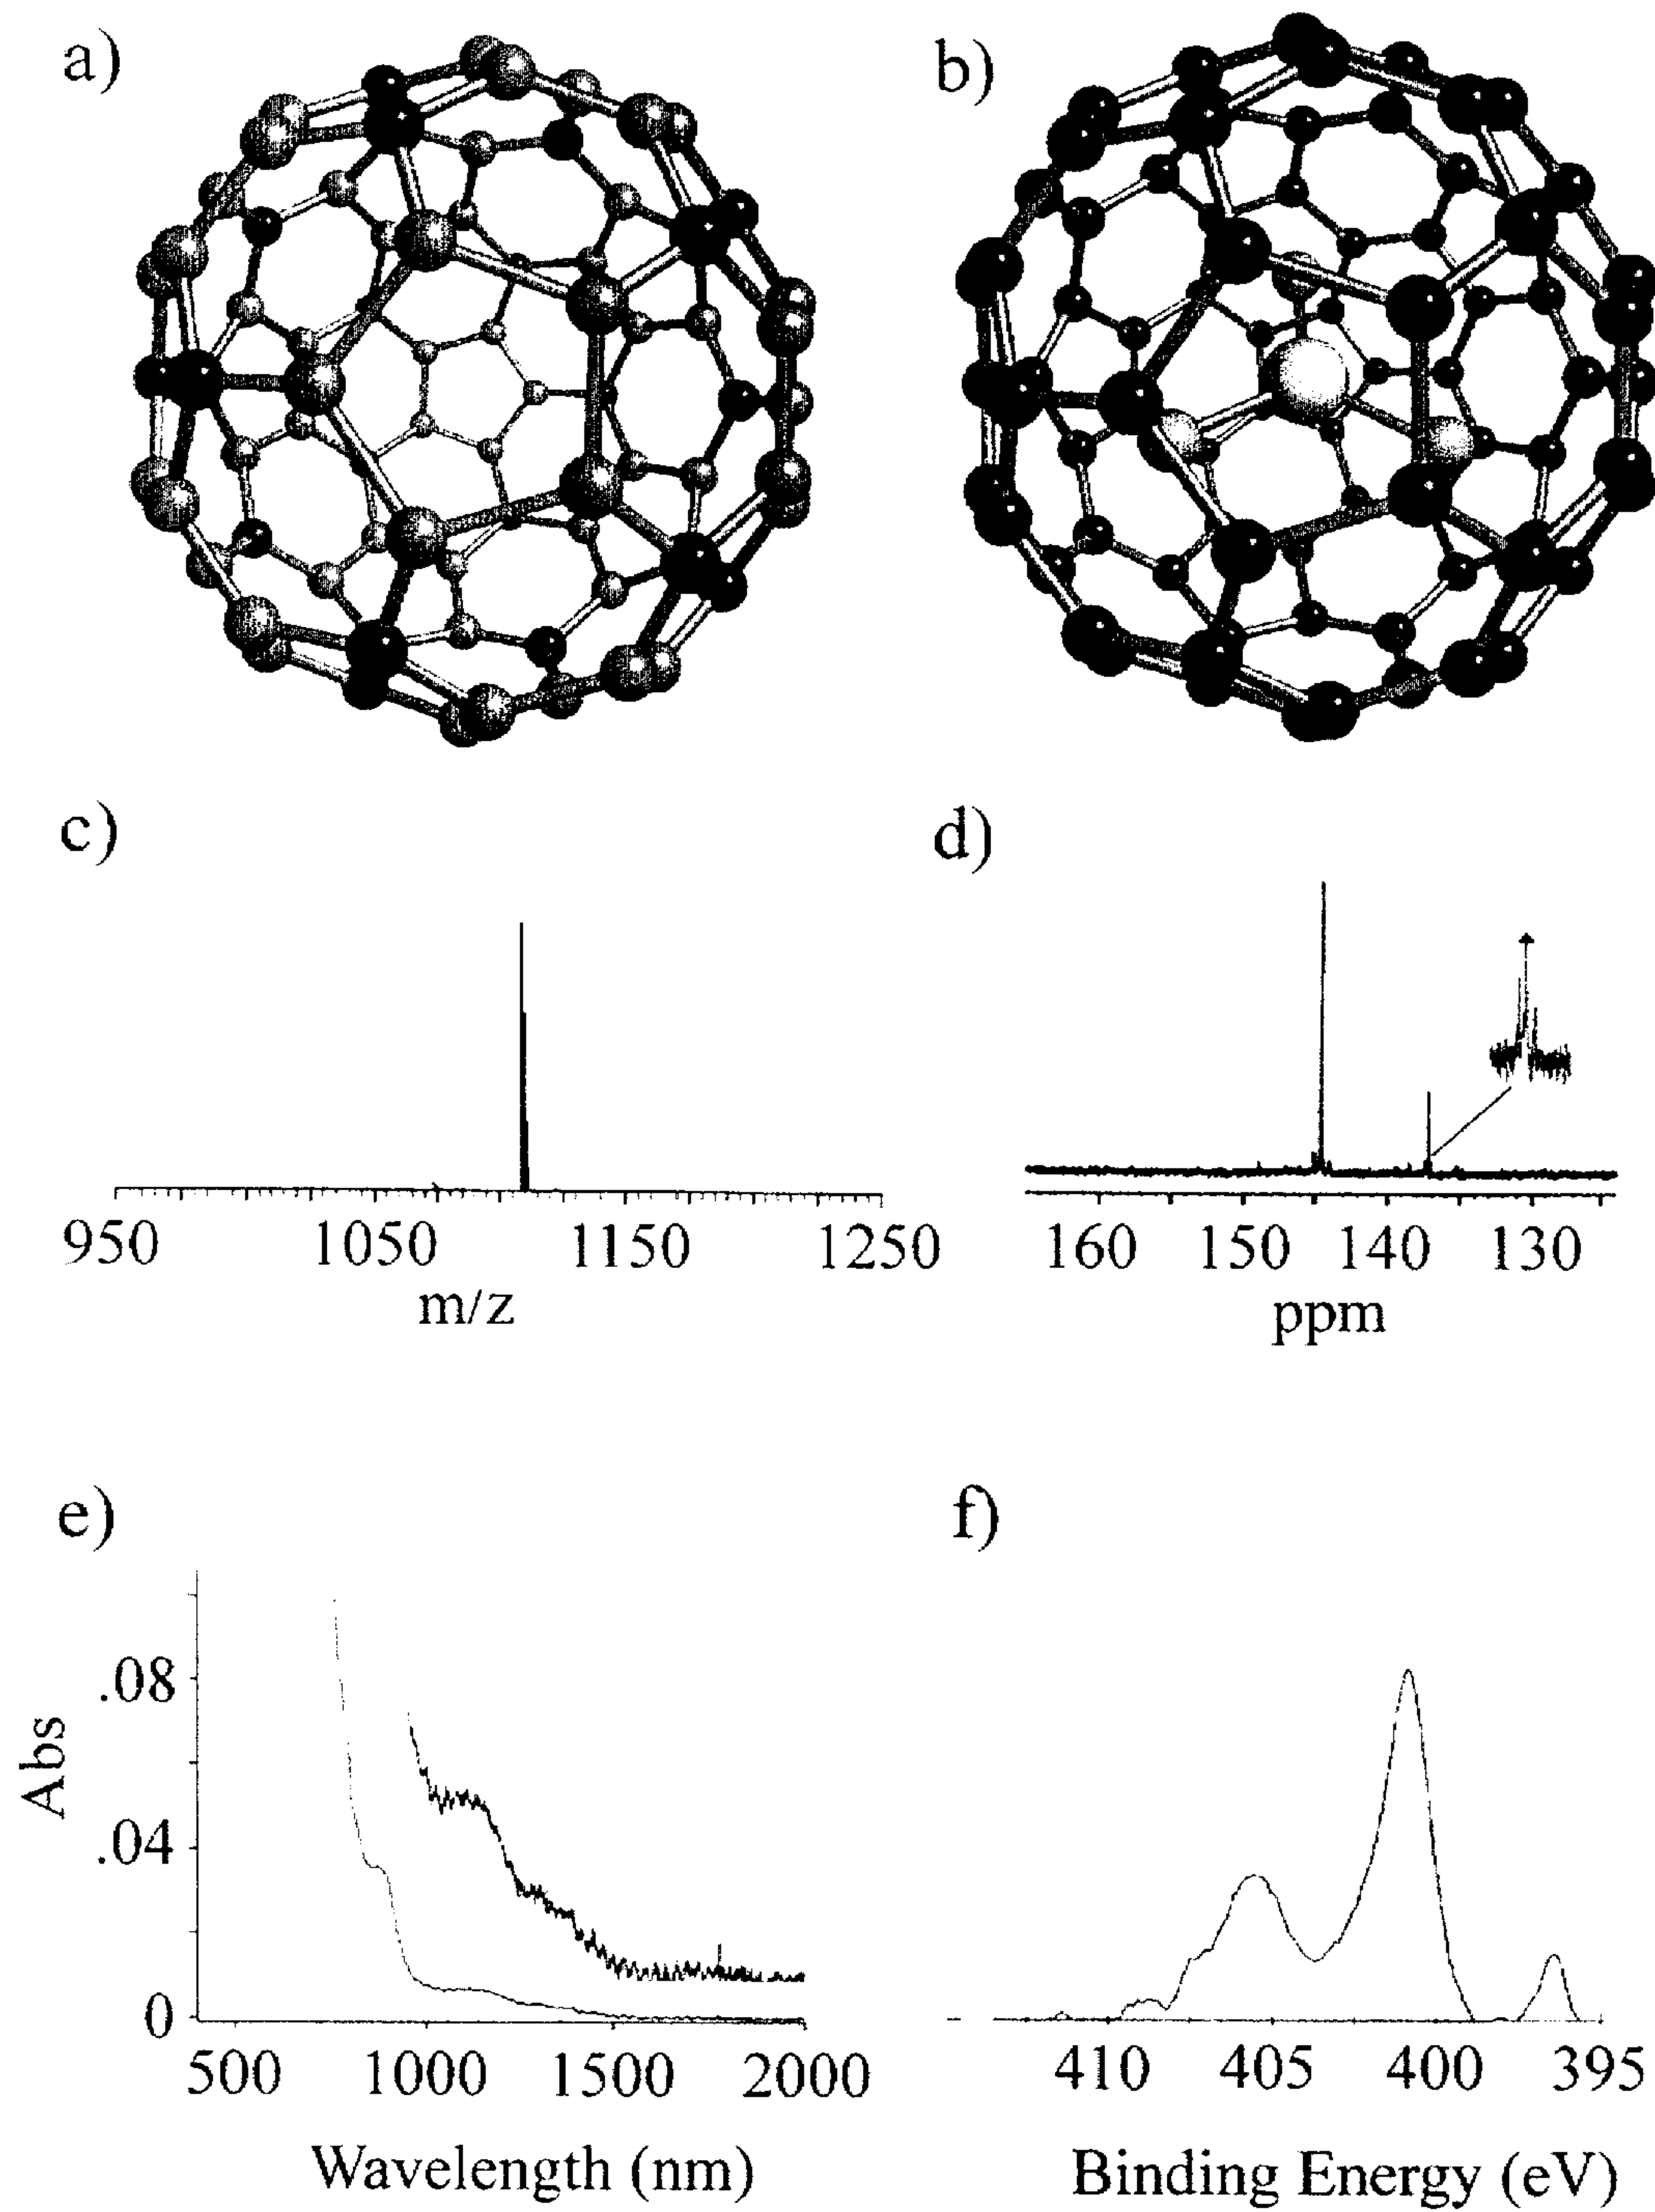 a)
b)
c)
d)
950 1050 1150 1250
m/z
160 150 140 130
ppm
e)
f)
Abs
.08
.04
0
500 1000 1500 2000
Wavelength (nm)
410 405 400 395
Binding Energy (eV)